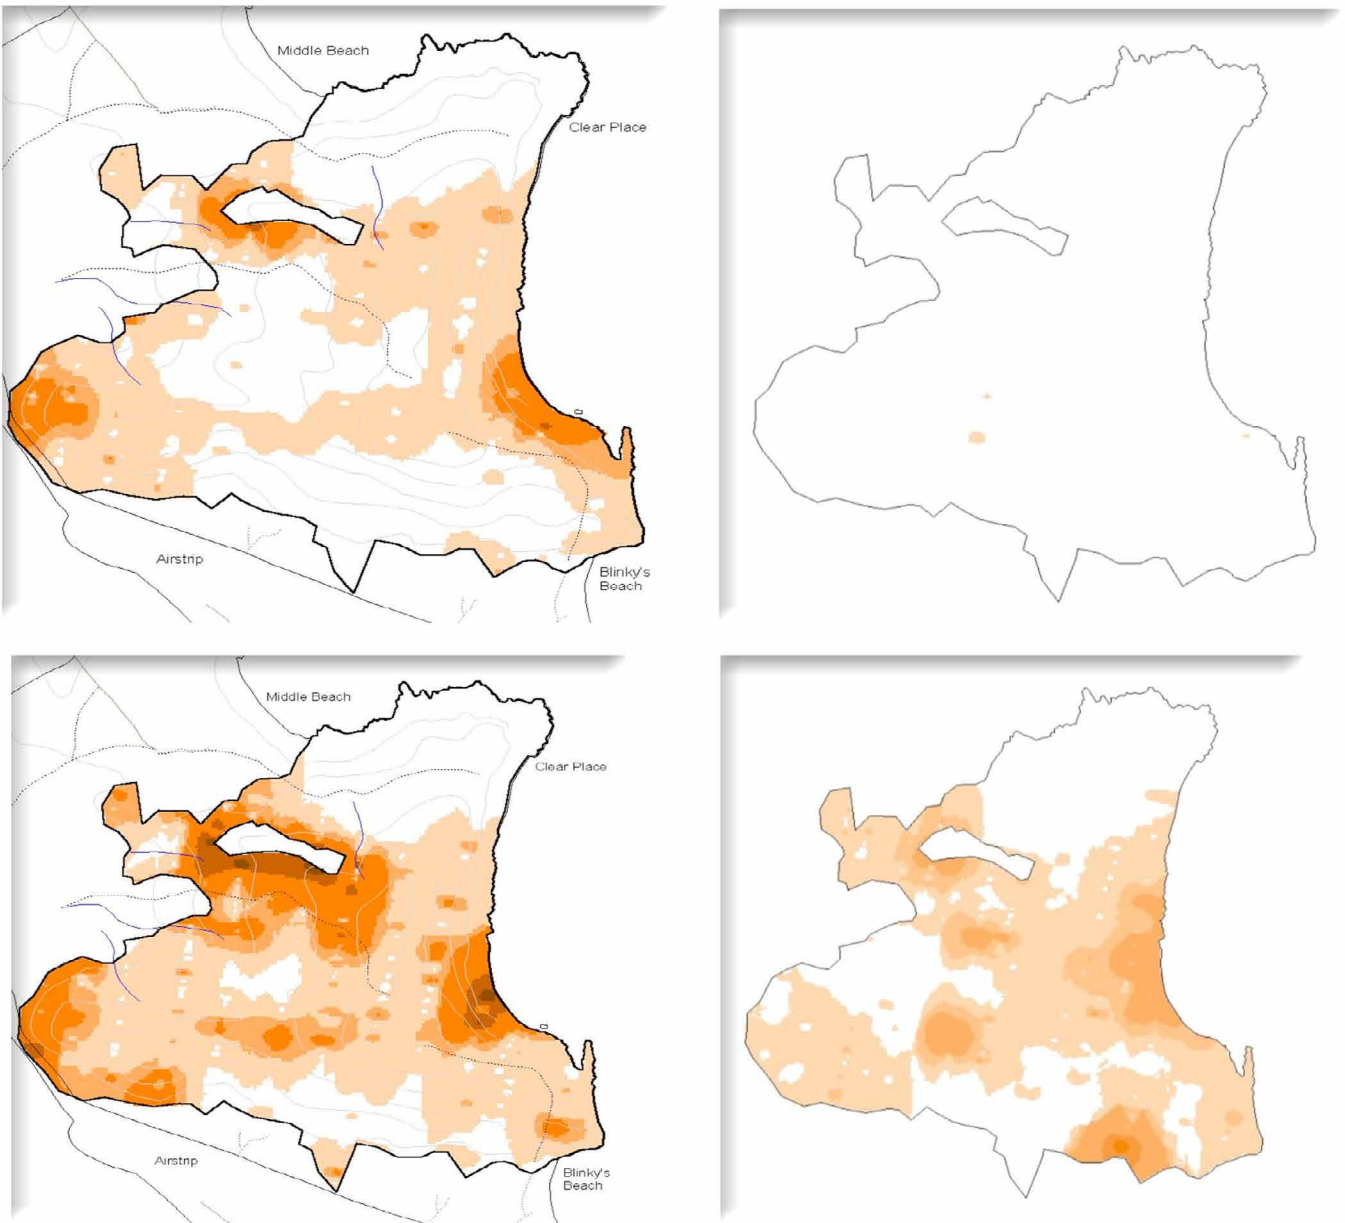 Middle Beach
Clear Place
Airstrip
Blinky's
Beach
Middle Beach
Clear Place
Airstrip
Blinky's
Beach